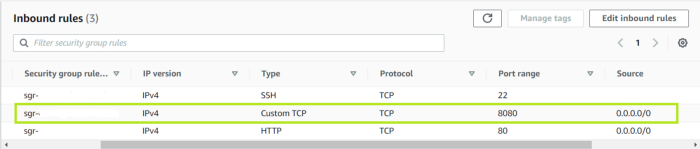 Inbound rules (3)
Manage tags
Edit inbound rules
Filter security group rules
1
Security group rule... IP version Type Protocol Port range Source
sgr- IPv4 SSH TCP 22
sgr- IPv4 Custom TCP TCP 8080 0.0.0.0/0
sgr- IPv4 HTTP TCP 80 0.0.0.0/0